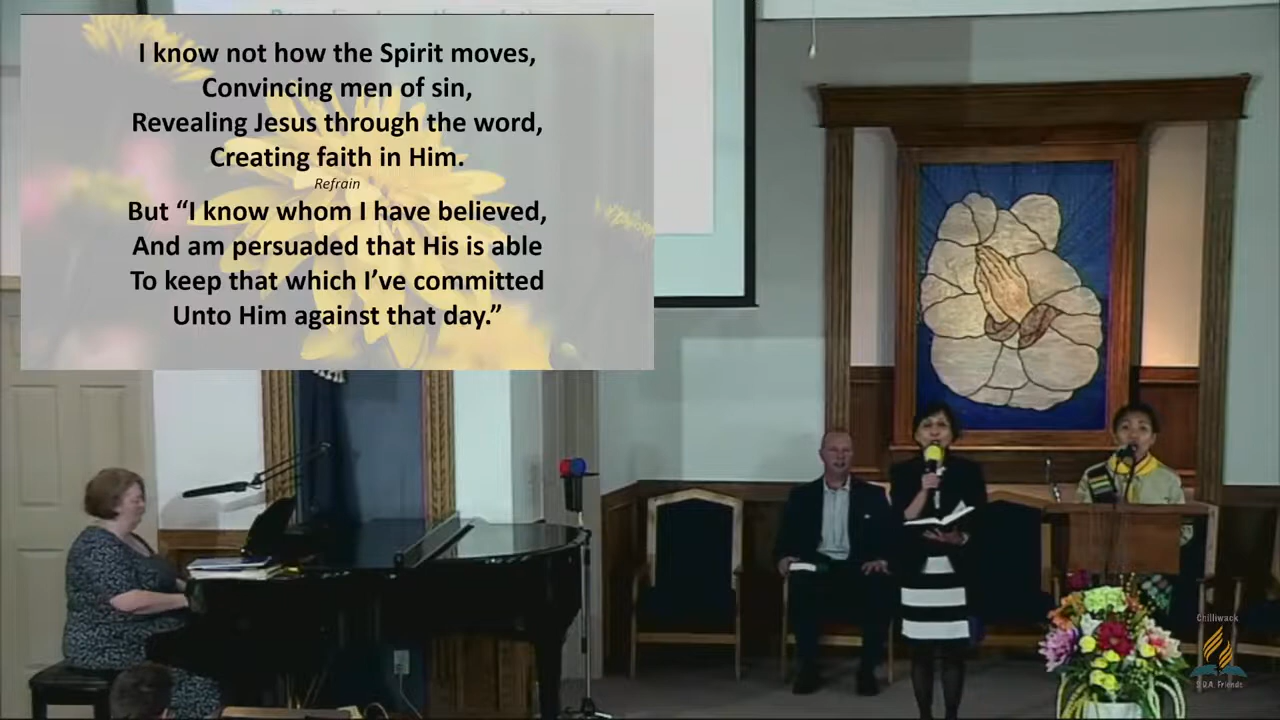 I know not how the Spirit moves,
Convincing men of sin,
Revealing Jesus through the word,
Creating faith in Him.
Refrain
But “I know whom I have believed,
And am persuaded that His is able
To keep that which I’ve committed
Unto Him against that day.”
Chilliwack
S.D.A. Friends